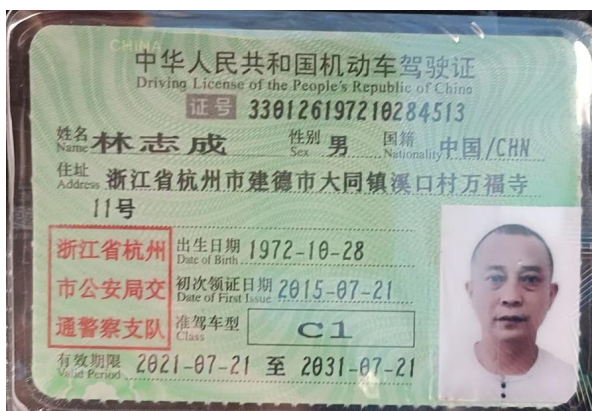 CHINA
中华人民共和国机动车驾驶证
Driving License of the People's Republic of China
证号 330126197210284513
姓名 林志成 性别 男 国籍 中国/CHN
Name Sex Nationality
住址 浙江省杭州市建德市大同镇溪口村万福寺
Address
11号
浙江省杭州
市公安局交
通警察支队
出生日期 1972-10-28
Date of Birth
初次领证日期 2015-07-21
Date of First Issue
准驾车型 C1
Class
有效期限 2021-07-21 至 2031-07-21
Valid Period